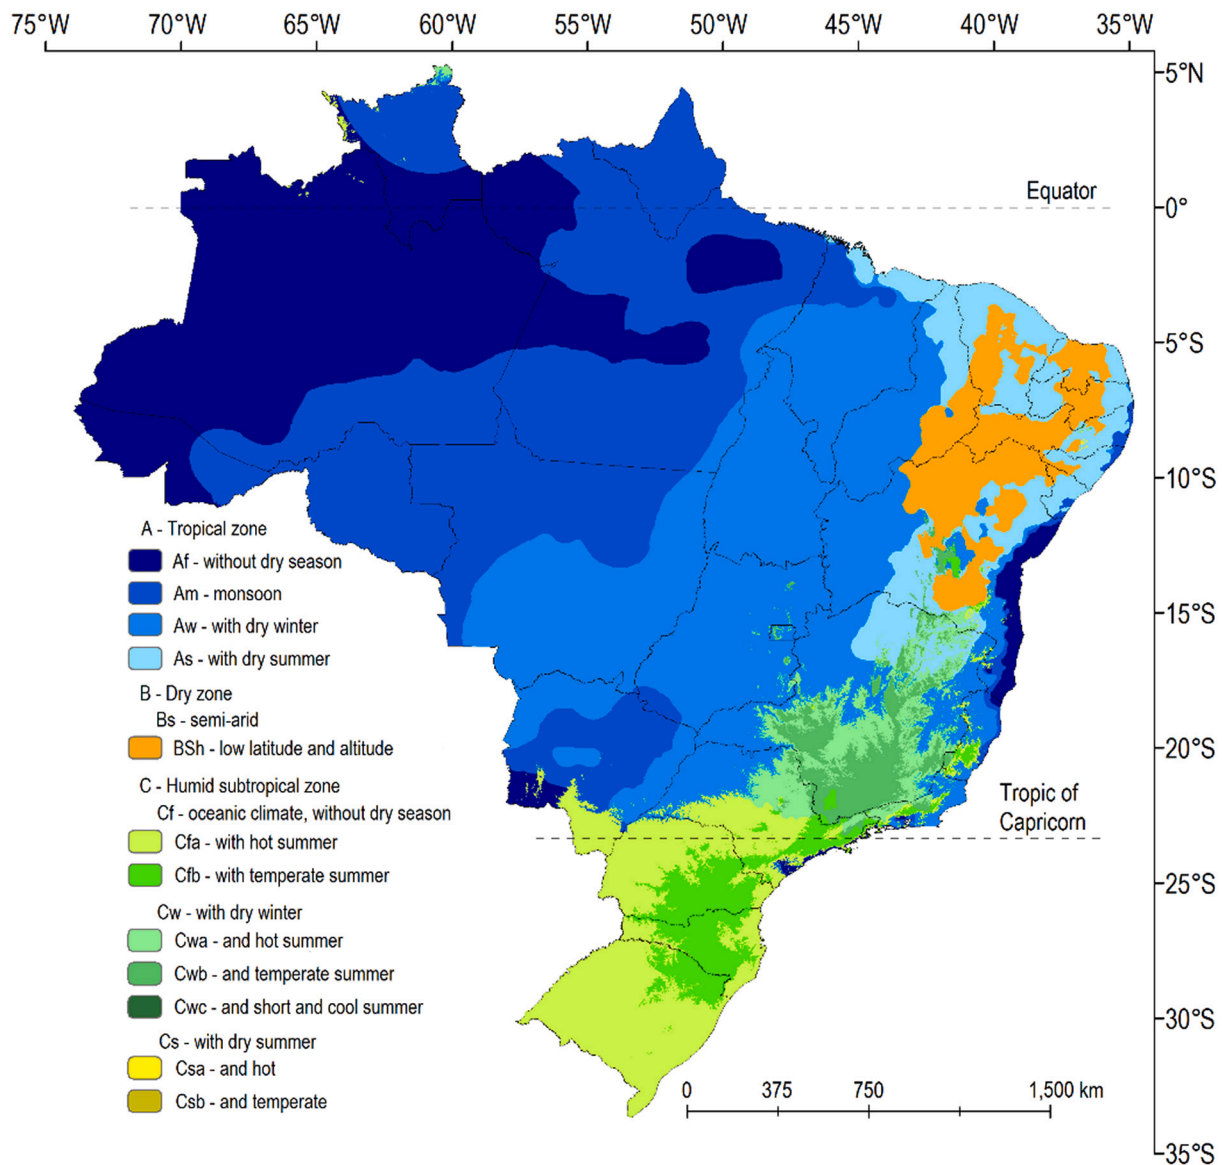 75°W 70°W 65°W 60°W 55°W 50°W 45°W 40°W 35°W
5°N
Equator
0°
5°S
10°S
A - Tropical zone
Af - without dry season
Am - monsoon
15°S
Aw - with dry winter
As - with dry summer
B - Dry zone
Bs - semi-arid
BSh - low latitude and altitude
20°S
C - Humid subtropical zone
Cf - oceanic climate, without dry season
Tropic of
Capricorn
Cfa - with hot summer
Cfb - with temperate summer
25°S
Cw - with dry winter
Cwa - and hot summer
Cwb - and temperate summer
Cwc - and short and cool summer
30°S
Cs - with dry summer
Csa - and hot
Csb - and temperate
0 375 750 1,500 km
35°S